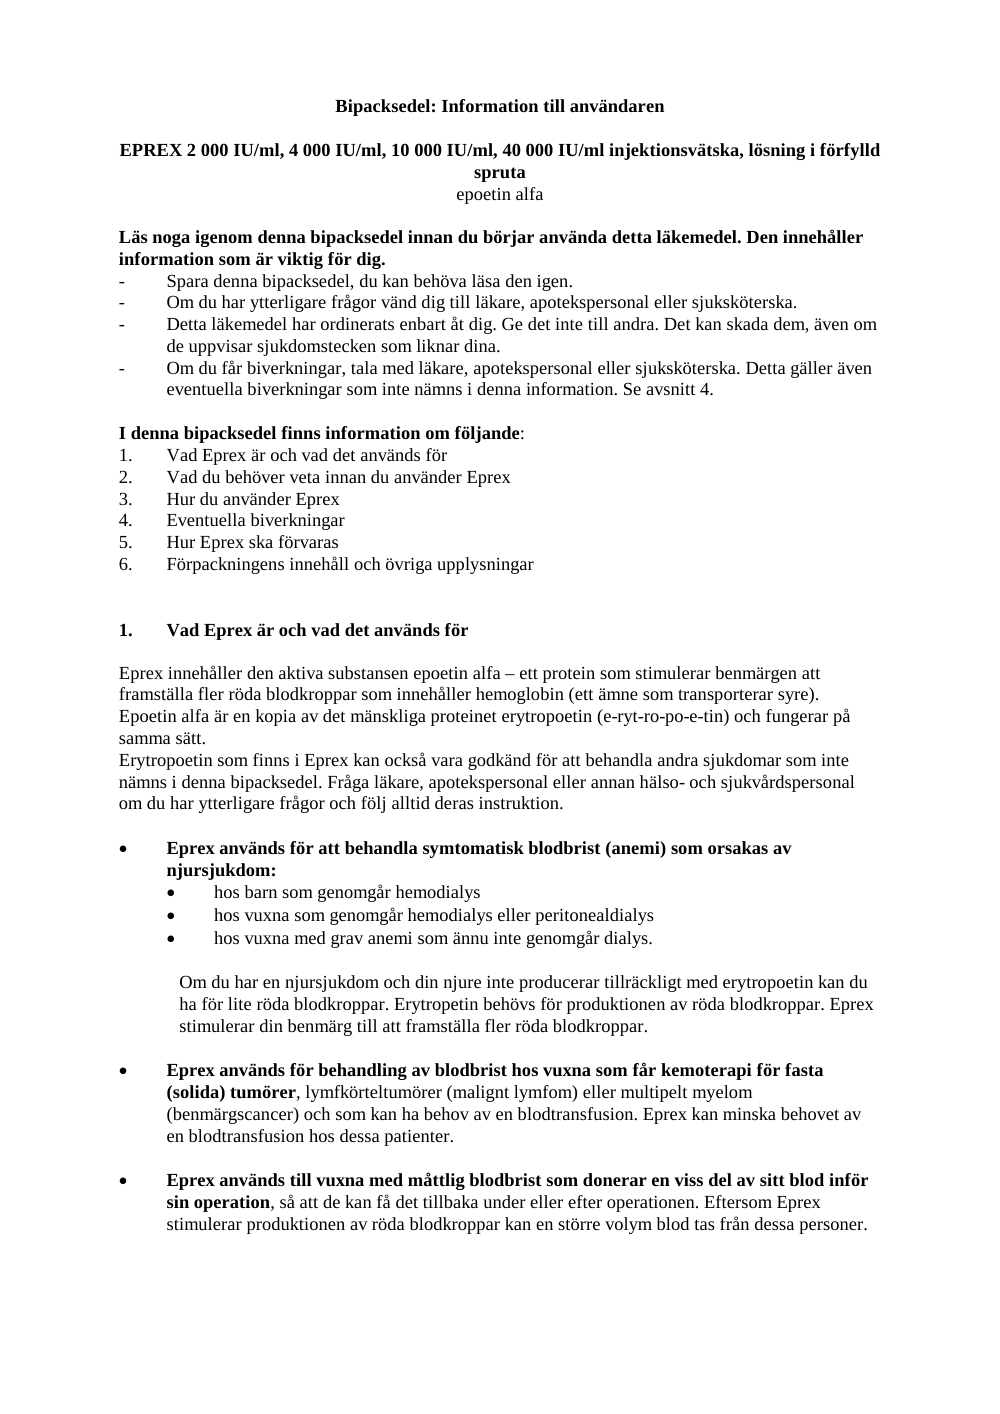 Bipacksedel: Information till användaren
EPREX 2 000 IU/ml, 4 000 IU/ml, 10 000 IU/ml, 40 000 IU/ml injektionsvätska, lösning i förfylld
spruta
epoetin alfa
Läs noga igenom denna bipacksedel innan du börjar använda detta läkemedel. Den innehåller
information som är viktig för dig.
- Spara denna bipacksedel, du kan behöva läsa den igen.
- Om du har ytterligare frågor vänd dig till läkare, apotekspersonal eller sjuksköterska.
- Detta läkemedel har ordinerats enbart åt dig. Ge det inte till andra. Det kan skada dem, även om
de uppvisar sjukdomstecken som liknar dina.
- Om du får biverkningar, tala med läkare, apotekspersonal eller sjuksköterska. Detta gäller även
eventuella biverkningar som inte nämns i denna information. Se avsnitt 4.
I denna bipacksedel finns information om följande:
1. Vad Eprex är och vad det används för
2. Vad du behöver veta innan du använder Eprex
3. Hur du använder Eprex
4. Eventuella biverkningar
5. Hur Eprex ska förvaras
6. Förpackningens innehåll och övriga upplysningar
1. Vad Eprex är och vad det används för
Eprex innehåller den aktiva substansen epoetin alfa – ett protein som stimulerar benmärgen att
framställa fler röda blodkroppar som innehåller hemoglobin (ett ämne som transporterar syre).
Epoetin alfa är en kopia av det mänskliga proteinet erytropoetin (e-ryt-ro-po-e-tin) och fungerar på
samma sätt.
Erytropoetin som finns i Eprex kan också vara godkänd för att behandla andra sjukdomar som inte
nämns i denna bipacksedel. Fråga läkare, apotekspersonal eller annan hälso- och sjukvårdspersonal
om du har ytterligare frågor och följ alltid deras instruktion.
• Eprex används för att behandla symtomatisk blodbrist (anemi) som orsakas av
njursjukdom:
• hos barn som genomgår hemodialys
• hos vuxna som genomgår hemodialys eller peritonealdialys
• hos vuxna med grav anemi som ännu inte genomgår dialys.
Om du har en njursjukdom och din njure inte producerar tillräckligt med erytropoetin kan du
ha för lite röda blodkroppar. Erytropetin behövs för produktionen av röda blodkroppar. Eprex
stimulerar din benmärg till att framställa fler röda blodkroppar.
• Eprex används för behandling av blodbrist hos vuxna som får kemoterapi för fasta
(solida) tumörer, lymfkörteltumörer (malignt lymfom) eller multipelt myelom
(benmärgscancer) och som kan ha behov av en blodtransfusion. Eprex kan minska behovet av
en blodtransfusion hos dessa patienter.
• Eprex används till vuxna med måttlig blodbrist som donerar en viss del av sitt blod inför
sin operation, så att de kan få det tillbaka under eller efter operationen. Eftersom Eprex
stimulerar produktionen av röda blodkroppar kan en större volym blod tas från dessa personer.